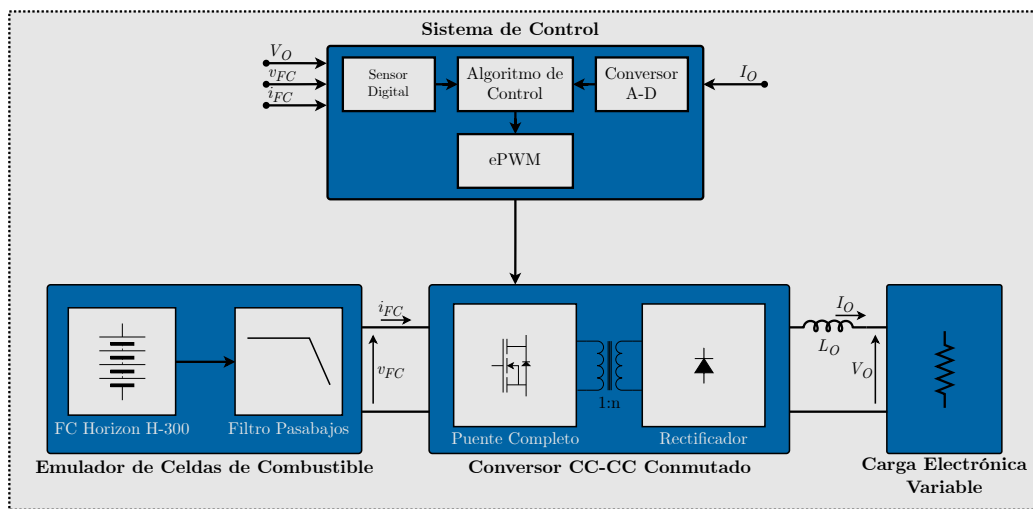 Sistema de Control
V_O
v_FC
i_FC
Sensor
Digital
Algoritmo de
Control
Conversor
A-D
I_O
ePWM
i_FC
v_FC
I_O
L_O
V_O
1:n
FC Horizon H-300
Filtro Pasabajos
Puente Completo
Rectificador
Emulador de Celdas de Combustible
Conversor CC-CC Conmutado
Carga Electrónica
Variable